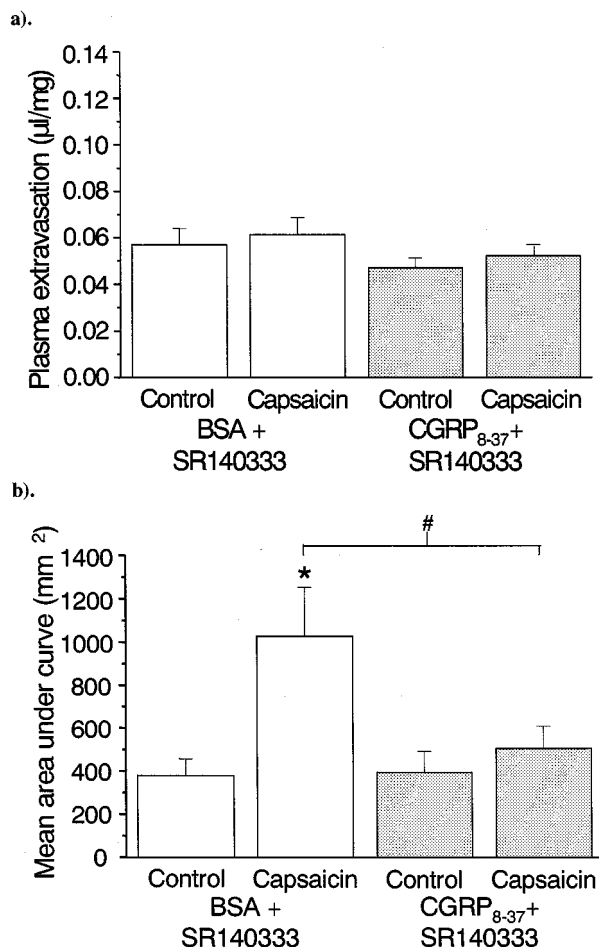 a).
Plasma extravasation (µl/mg)
0.14
0.12
0.10
0.08
0.06
0.04
0.02
0.00
Control Capsaicin Control Capsaicin
BSA + CGRP8-37+
SR140333 SR140333
b).
#
*
Mean area under curve (mm 2)
1400
1200
1000
800
600
400
200
0
Control Capsaicin Control Capsaicin
BSA + CGRP8-37+
SR140333 SR140333